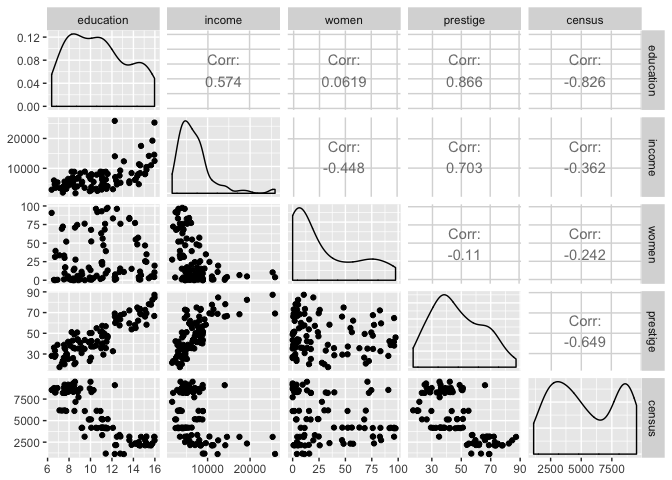 education income women prestige census
0.12
0.08
0.04
0.00
Corr:
0.574
Corr:
0.0619
Corr:
0.866
Corr:
-0.826
education
20000
10000
Corr:
-0.448
Corr:
0.703
Corr:
-0.362
income
100
75
50
25
0
Corr:
-0.11
Corr:
-0.242
women
90
70
50
30
Corr:
-0.649
prestige
7500
5000
2500
census
6 8 10 12 14 16 10000 20000 0 25 50 75 100 30 50 70 90 2500 5000 7500